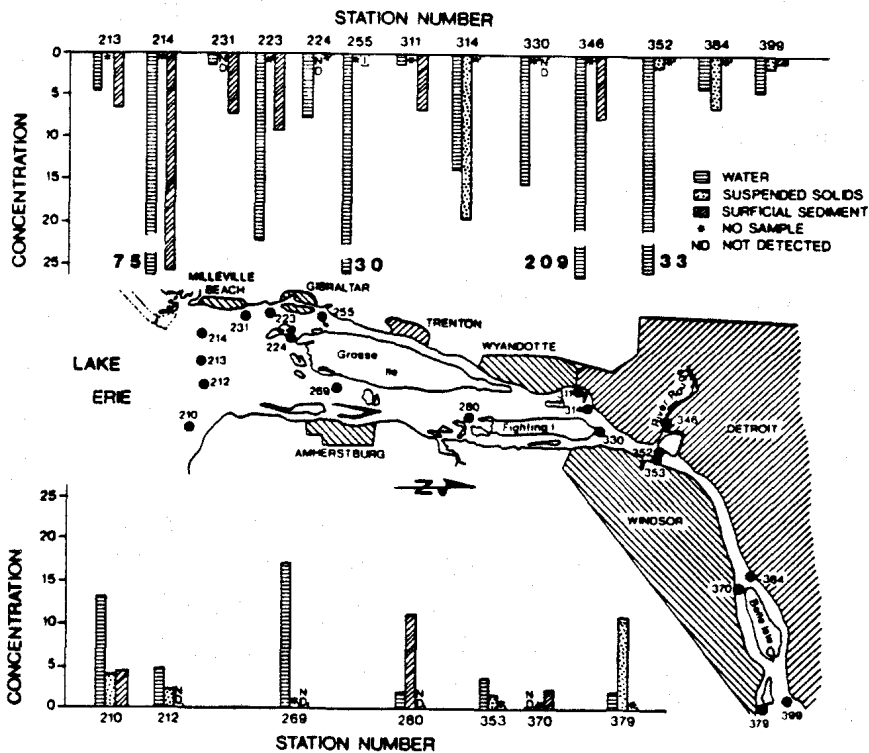 STATION NUMBER
213 214 231 223 224 255 311 314 330 346 352 384 399
0
5
10
15
20
25
CONCENTRATION
* * N D * N D * * * * N D * * * *
75
30
209
33
WATER
SUSPENDED SOLIDS
SURFICIAL SEDIMENT
* NO SAMPLE
ND NOT DETECTED
MILLEVILLE BEACH
GIBRALTAR
TRENTON
WYANDOTTE
DETROIT
231
223
255
214
224
213
212
210
LAKE ERIE
Grosse Ile
269
280
Fighting I
314
330
River Rouge
346
352
353
AMHERSTBURG
N
WINDSOR
384
370
Belle Isle
379
399
25
20
15
10
5
0
CONCENTRATION
N D * N D N D * N D * *
210 212 269 280 353 370 379
STATION NUMBER